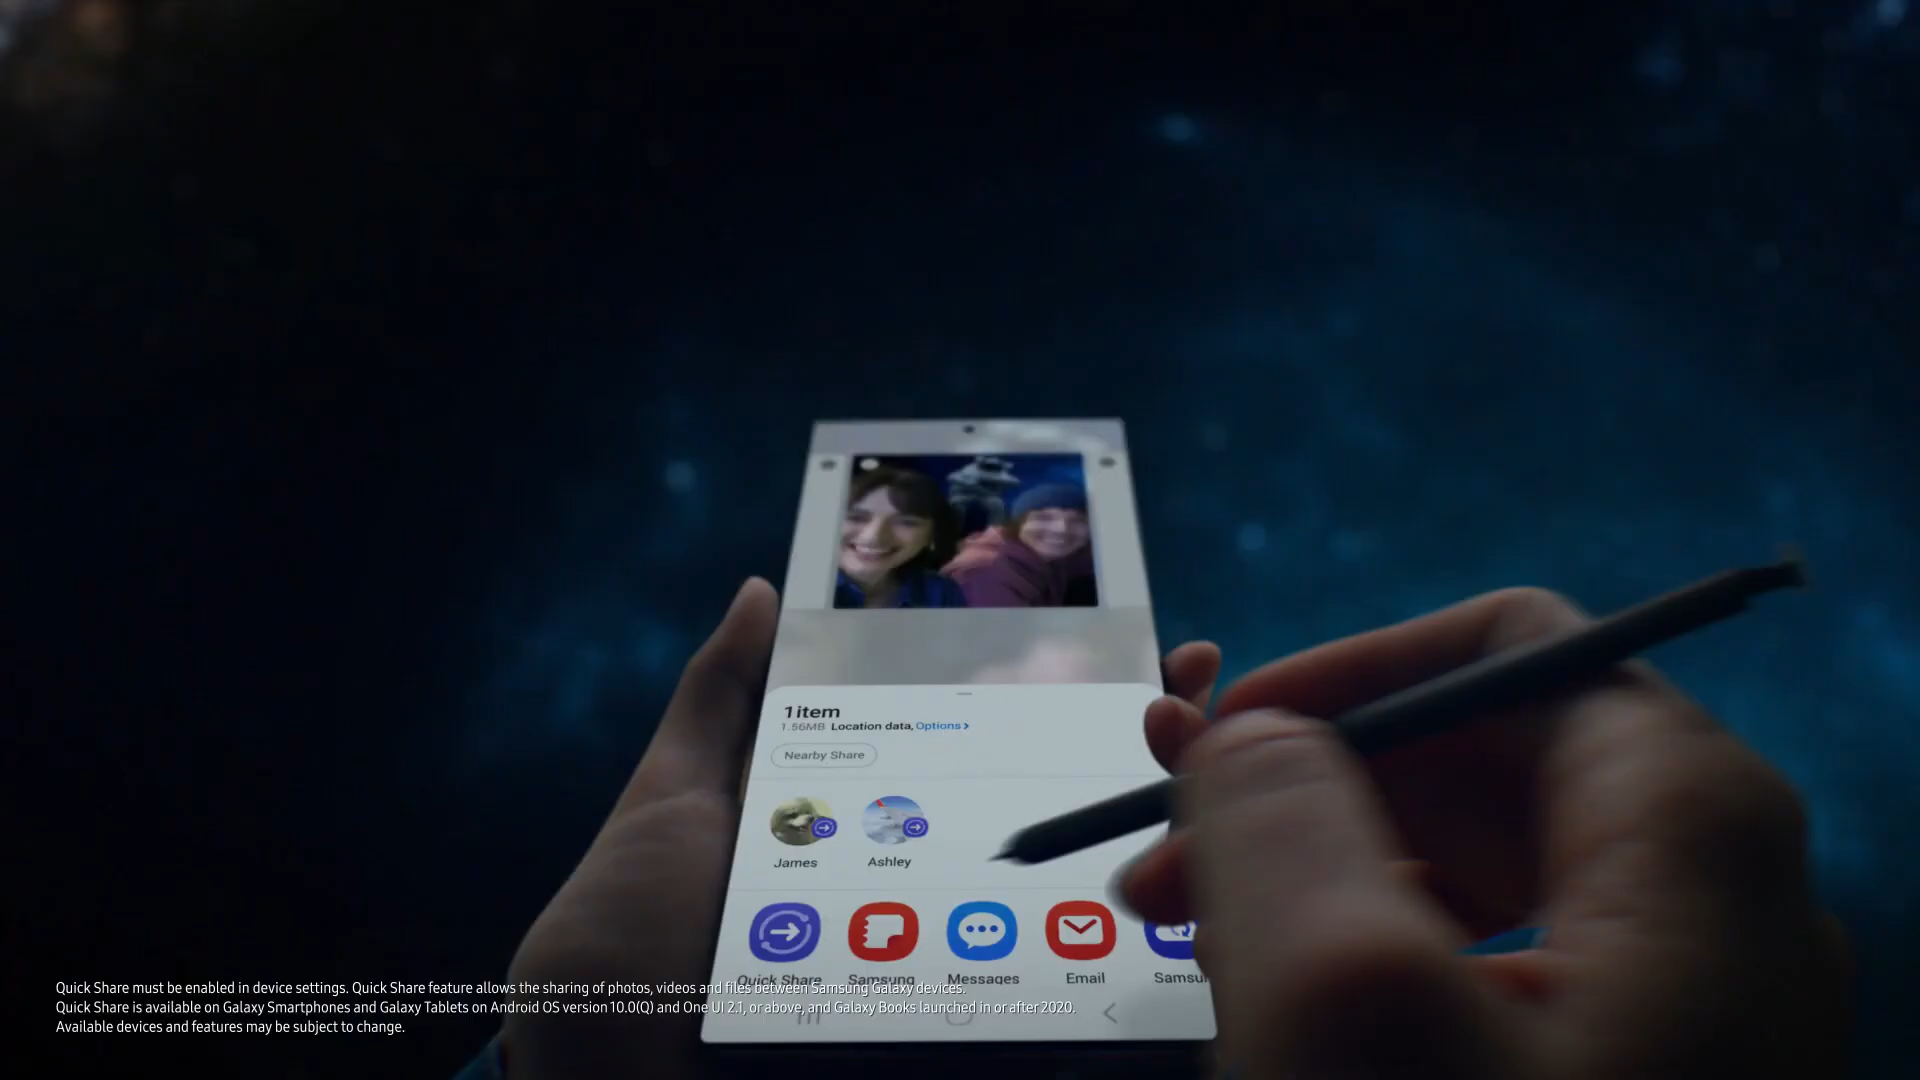 1 item
1.56MB Location data, Options >
Nearby Share
James
Ashley
Quick Share
Samsung
Messages
Email
Samsu
Quick Share must be enabled in device settings. Quick Share feature allows the sharing of photos, videos and files between Samsung Galaxy devices.
Quick Share is available on Galaxy Smartphones and Galaxy Tablets on Android OS version 10.0(Q) and One UI 2.1, or above, and Galaxy Books launched in or after 2020.
Available devices and features may be subject to change.